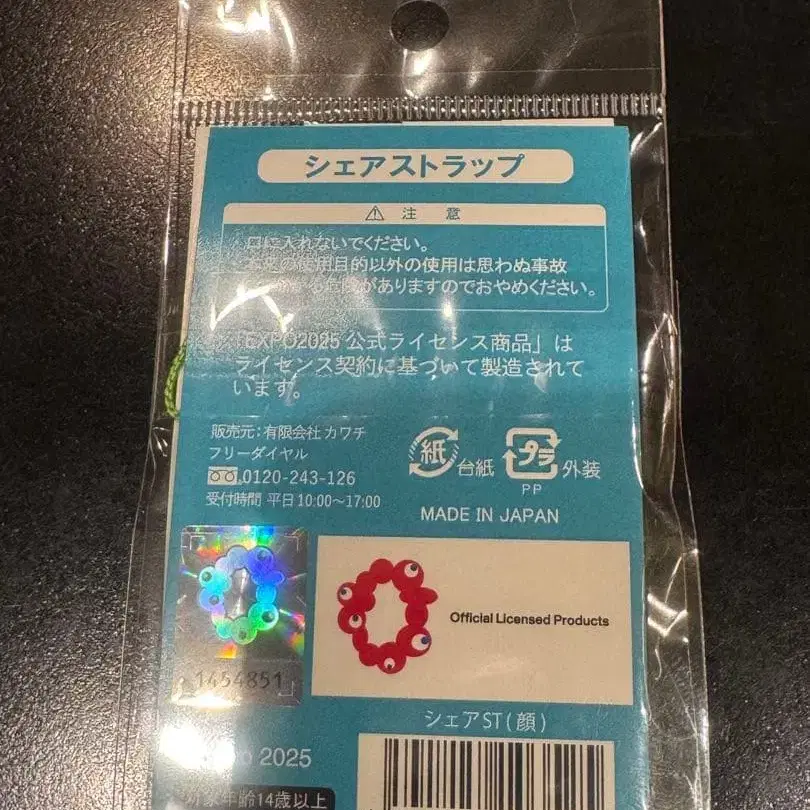 シェアストラップ
⚠ 注 意
口に入れないでください。
本来の使用目的以外の使用は思わぬ事故
危険がありますのでおやめください。
「EXPO2025 公式ライセンス商品」は
ライセンス契約に基づいて製造されて
います。
販売元:有限会社 カワチ
フリーダイヤル
0120-243-126
受付時間 平日10:00~17:00
紙 台紙
プラ 外装
PP
MADE IN JAPAN
1454851
Official Licensed Products
シェアST(顔)
2025
対象年齢14歳以上